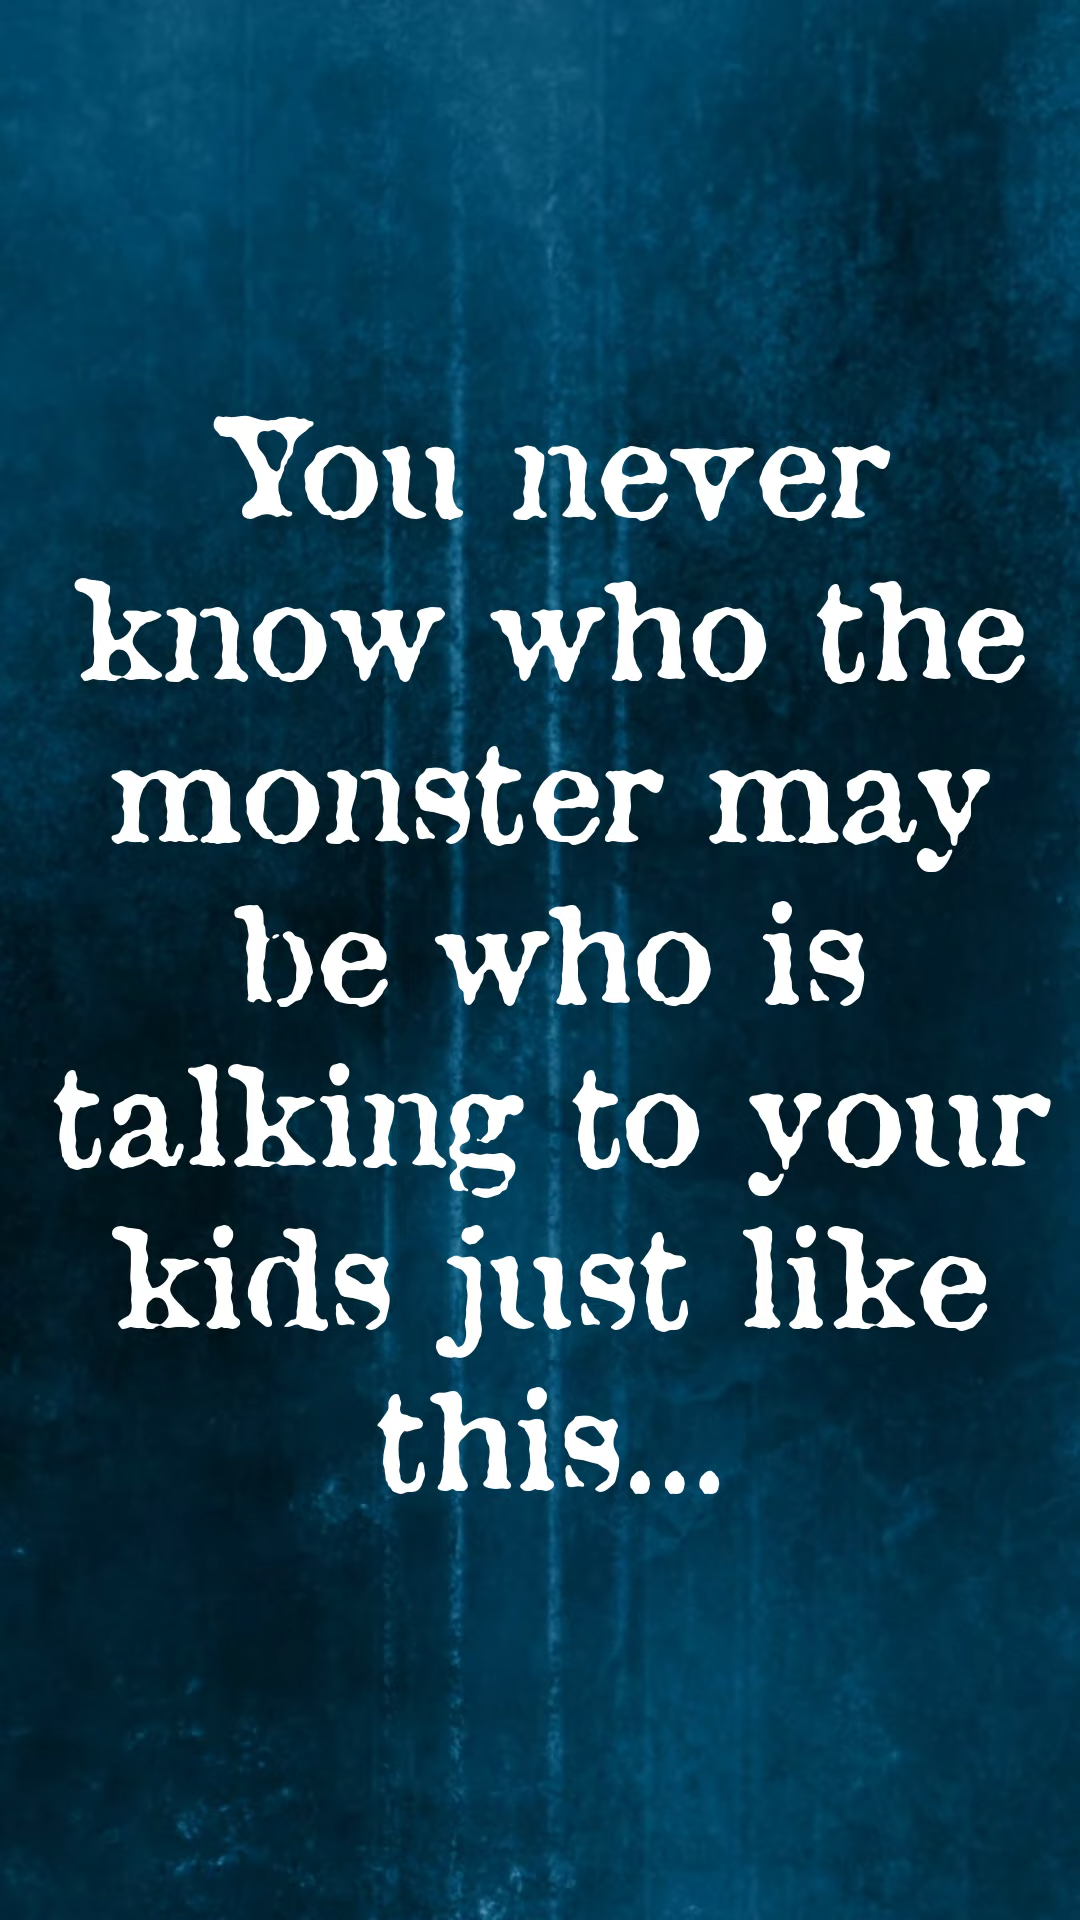 You never
know who the
monster may
be who is
talking to your
kids just like
this...